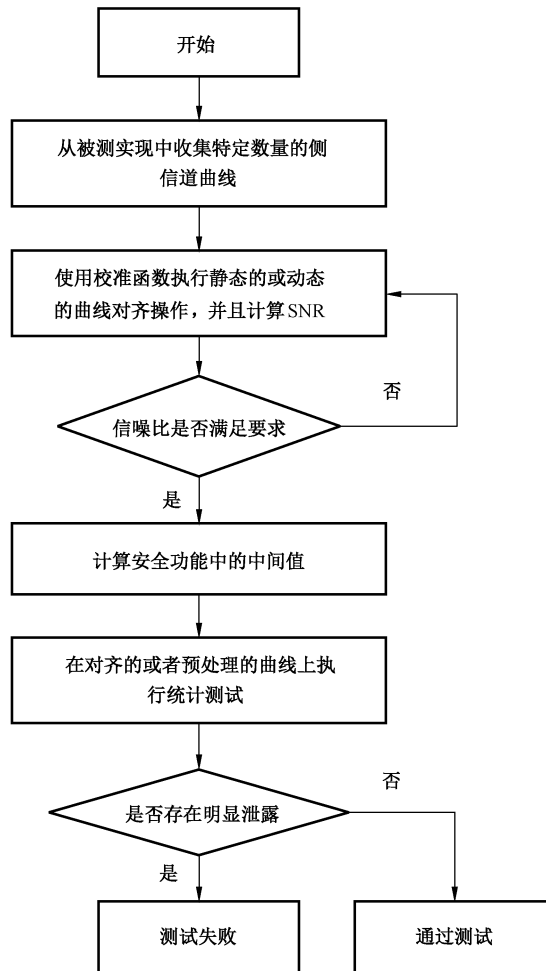 开始
从被测实现中收集特定数量的侧
信道曲线
使用校准函数执行静态的或动态
的曲线对齐操作，并且计算SNR
否
信噪比是否满足要求
是
计算安全功能中的中间值
在对齐的或者预处理的曲线上执
行统计测试
否
是否存在明显泄露
是
测试失败
通过测试